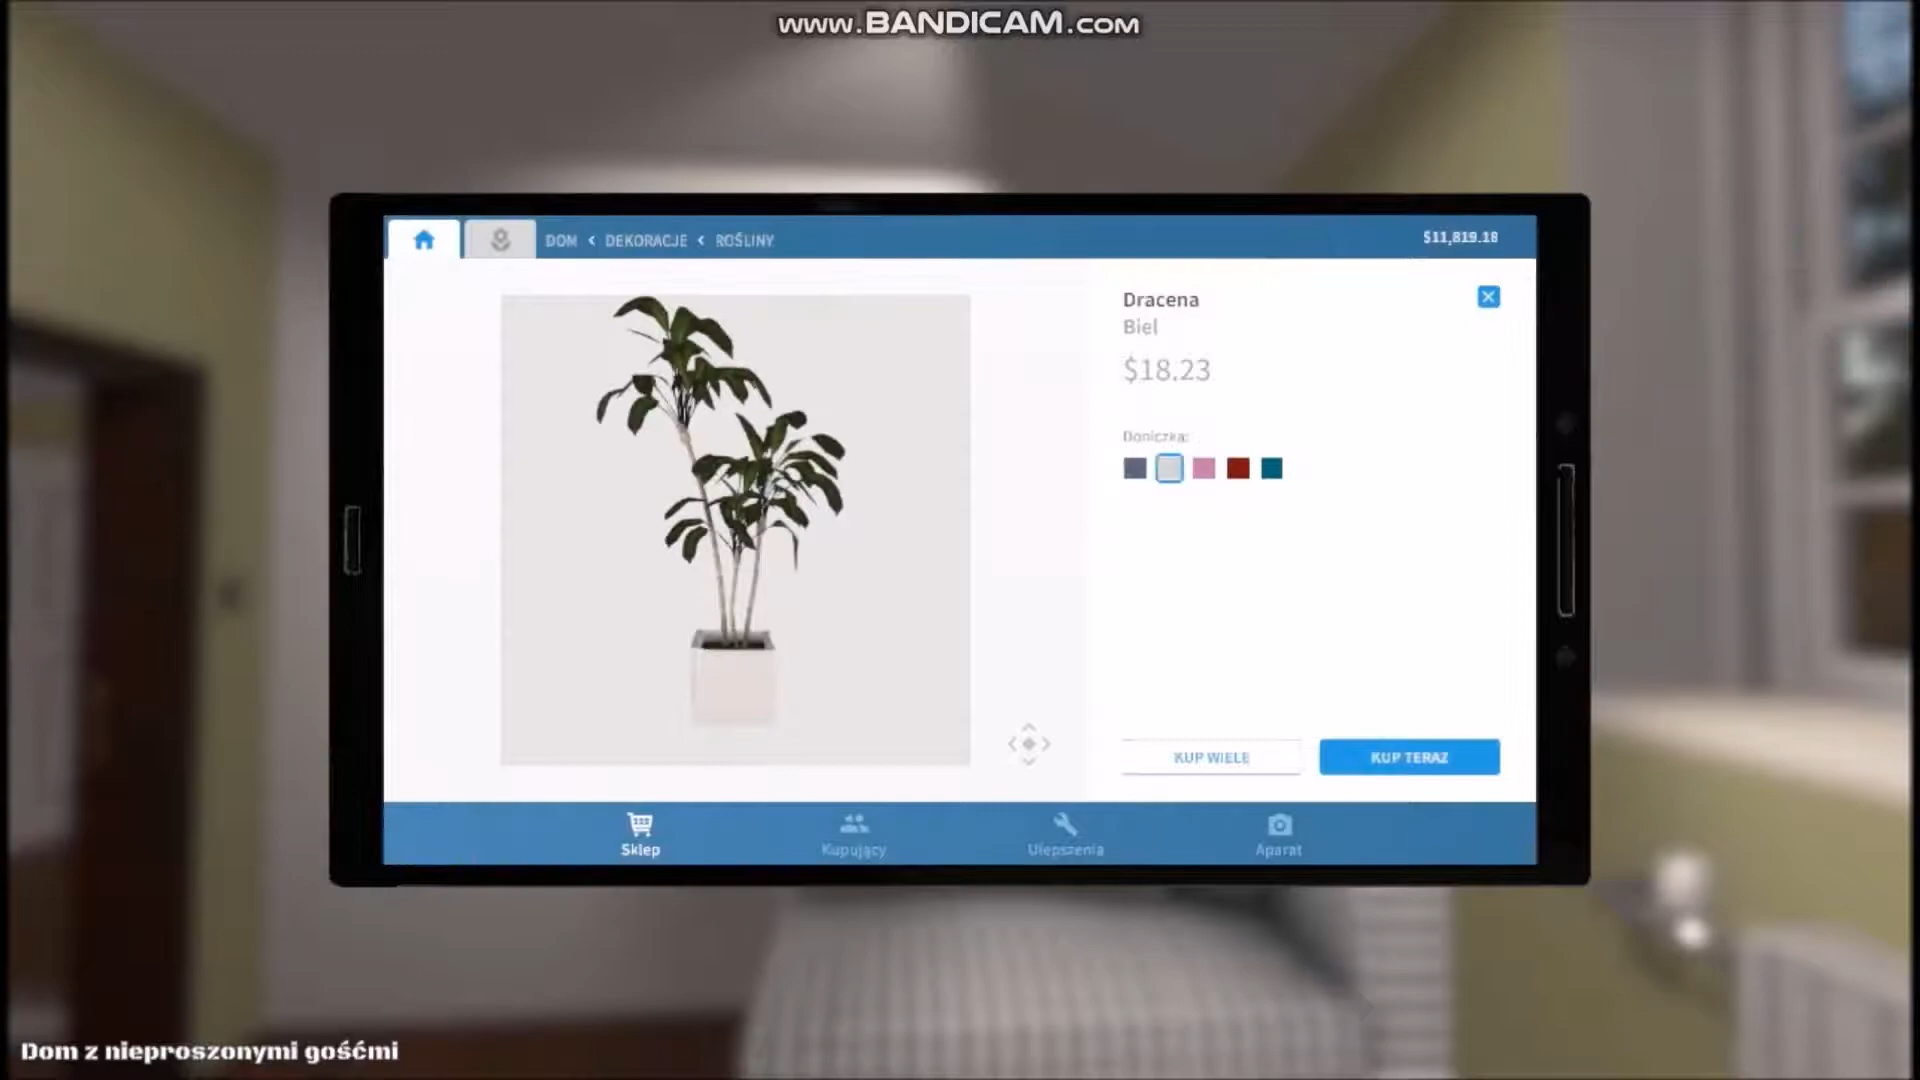 www.BANDICAM.com
DOM < DEKORACJE < ROŚLINY
$11,819.18
Dracena
Biel
$18.23
Doniczka:
KUP WIELE
KUP TERAZ
Sklep
Kupujący
Ulepszenia
Aparat
Dom z nieproszonymi gośćmi